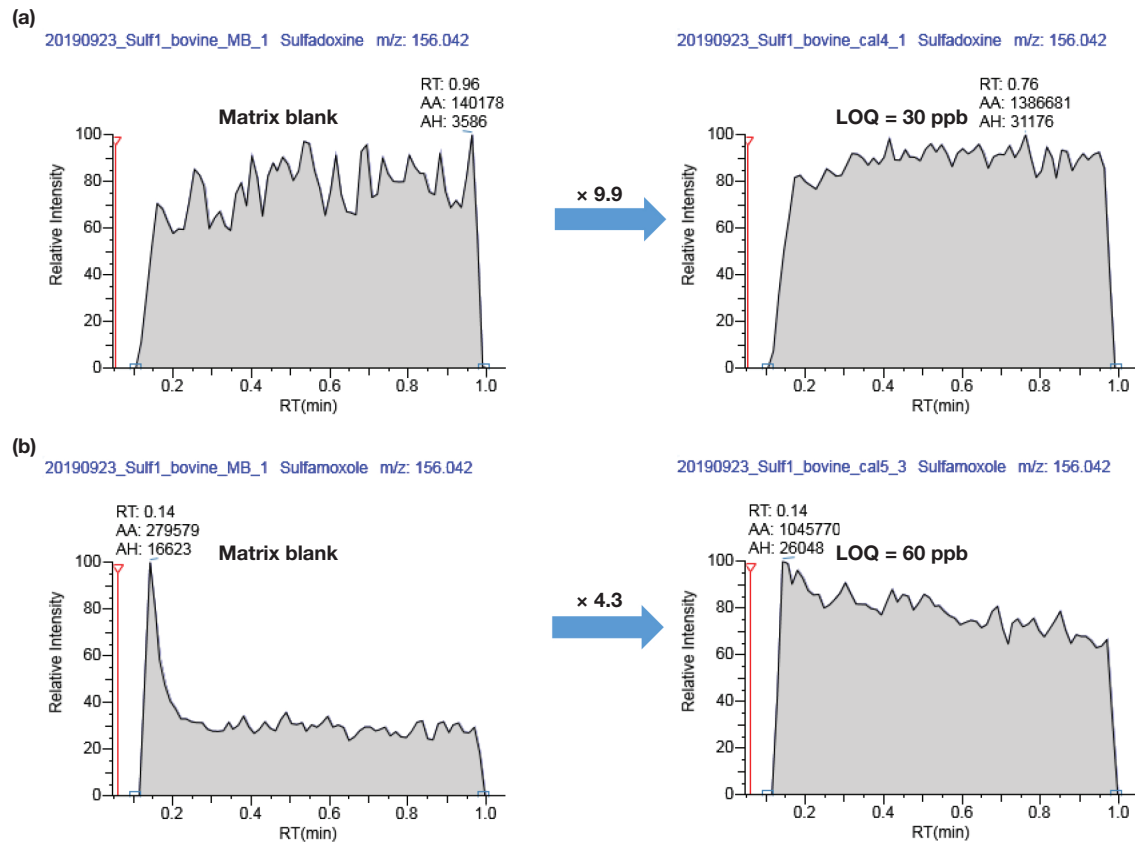 (a)
20190923_Sulf1_bovine_MB_1 Sulfadoxine m/z: 156.042
RT: 0.96
AA: 140178
AH: 3586
Matrix blank
100
80
60
40
20
0
Relative Intensity
0.2 0.4 0.6 0.8 1.0
RT(min)
× 9.9
20190923_Sulf1_bovine_cal4_1 Sulfadoxine m/z: 156.042
RT: 0.76
AA: 1386681
AH: 31176
LOQ = 30 ppb
100
80
60
40
20
0
Relative Intensity
0.2 0.4 0.6 0.8 1.0
RT(min)
(b)
20190923_Sulf1_bovine_MB_1 Sulfamoxole m/z: 156.042
RT: 0.14
AA: 279579
AH: 16623
Matrix blank
100
80
60
40
20
0
Relative Intensity
0.2 0.4 0.6 0.8 1.0
RT(min)
× 4.3
20190923_Sulf1_bovine_cal5_3 Sulfamoxole m/z: 156.042
RT: 0.14
AA: 1045770
AH: 26048
LOQ = 60 ppb
100
80
60
40
20
0
Relative Intensity
0.2 0.4 0.6 0.8 1.0
RT(min)